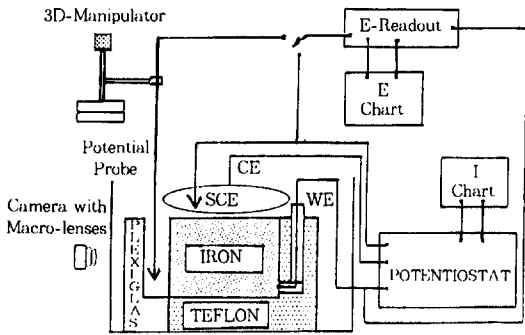 3D-Manipulator
E-Readout
E
Chart
Potential
Probe
CE
I
Chart
SCE
WE
Camera with
Macro-lenses
PLEXIGLAS
IRON
POTENTIOSTAT
TEFLON